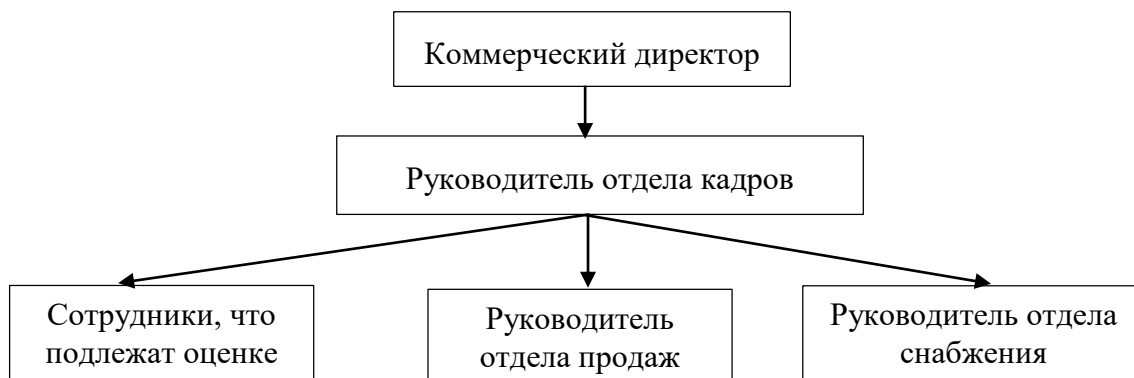 Коммерческий директор
Руководитель отдела кадров
Сотрудники, что
подлежат оценке
Руководитель
отдела продаж
Руководитель отдела
снабжения